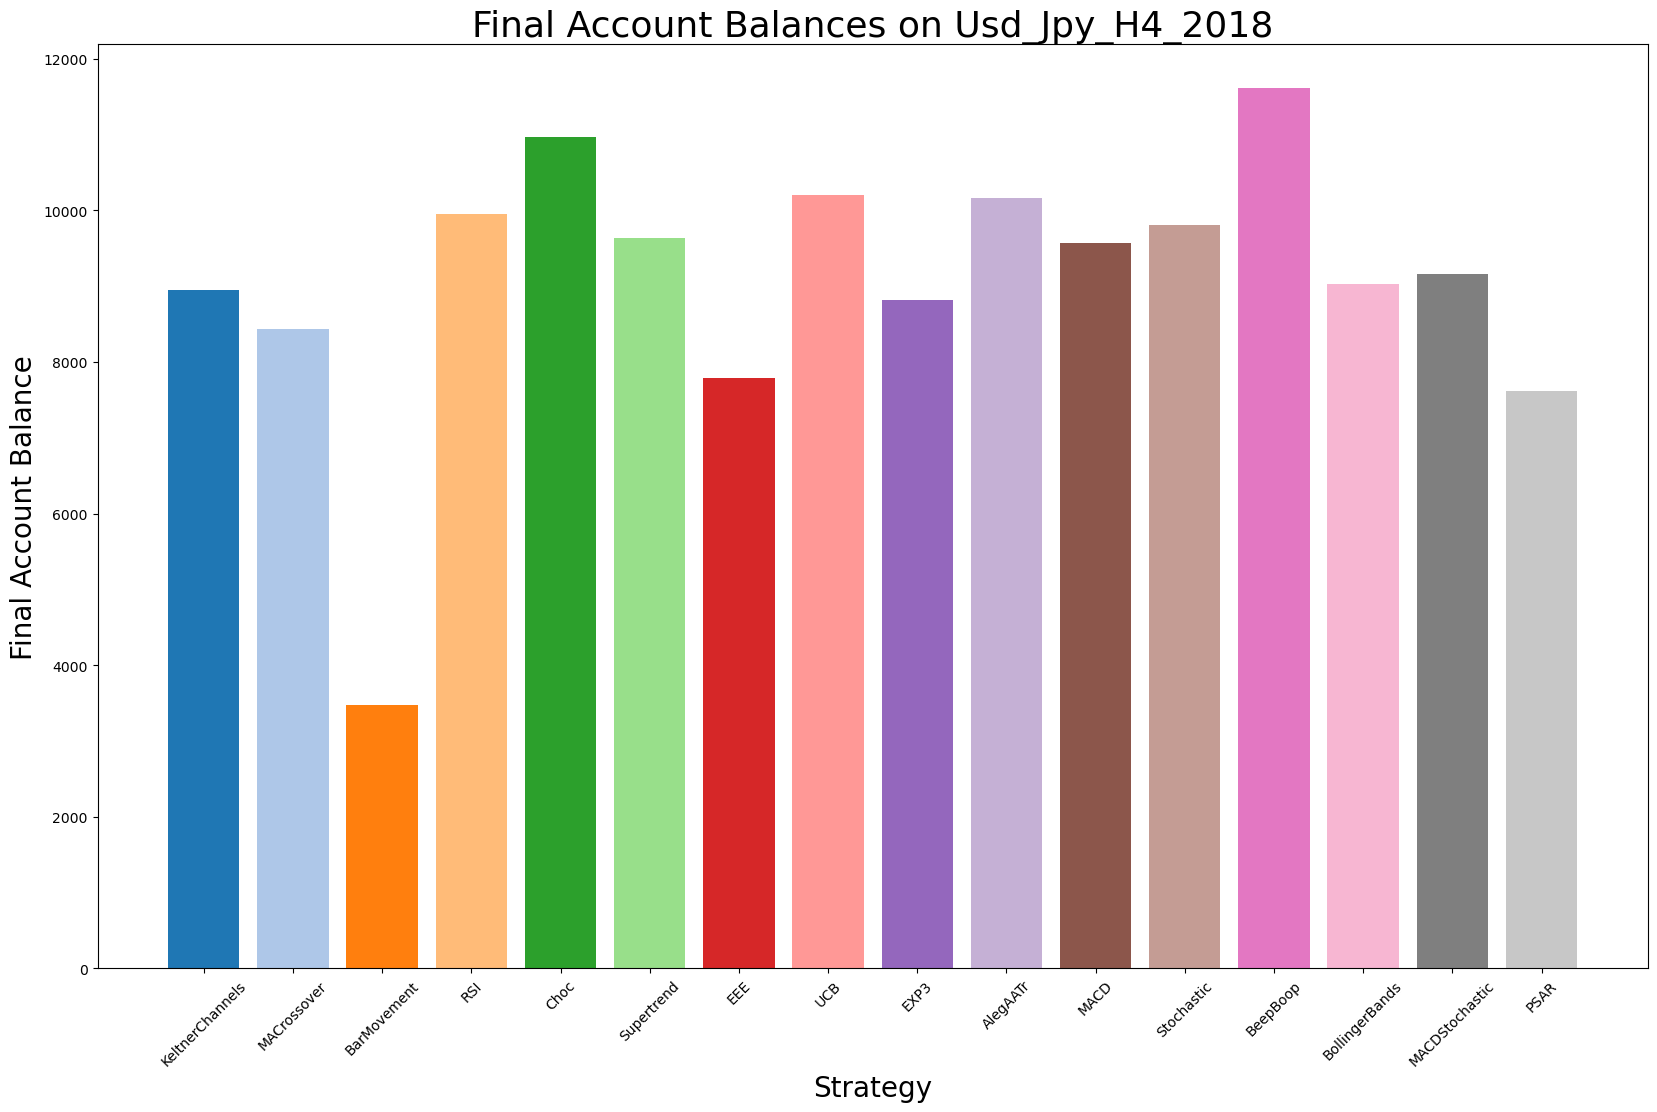 Final Account Balances on Usd_Jpy_H4_2018
Final Account Balance
12000
10000
8000
6000
4000
2000
0
KeltnerChannels
MACrossover
BarMovement
RSI
Choc
Supertrend
EEE
UCB
EXP3
AlegAATr
MACD
Stochastic
BeepBoop
BollingerBands
MACDStochastic
PSAR
Strategy